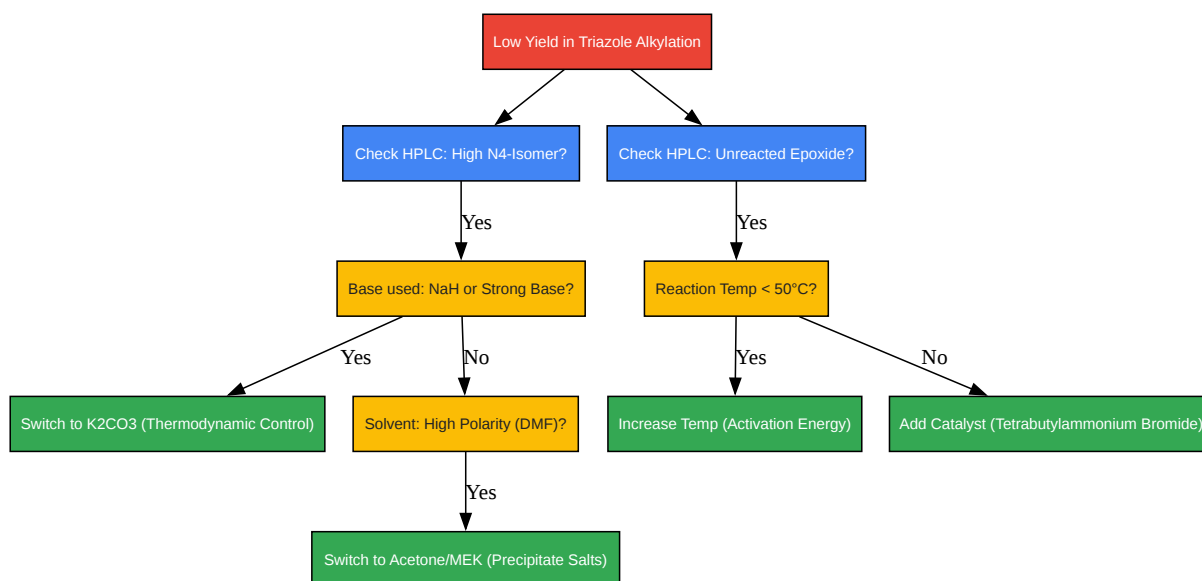 Low Yield in Triazole Alkylation
Check HPLC: High N4-Isomer?
Check HPLC: Unreacted Epoxide?
Yes
Yes
Base used: NaH or Strong Base?
Reaction Temp < 50°C?
Yes
No
Yes
No
Switch to K2CO3 (Thermodynamic Control)
Solvent: High Polarity (DMF)?
Increase Temp (Activation Energy)
Add Catalyst (Tetrabutylammonium Bromide)
Yes
Switch to Acetone/MEK (Precipitate Salts)